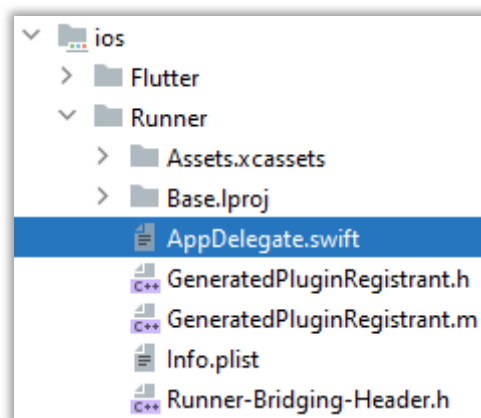 ios
Flutter
Runner
Assets.xcassets
Base.lproj
AppDelegate.swift
C++ GeneratedPluginRegistrant.h
C++ GeneratedPluginRegistrant.m
Info.plist
C++ Runner-Bridging-Header.h